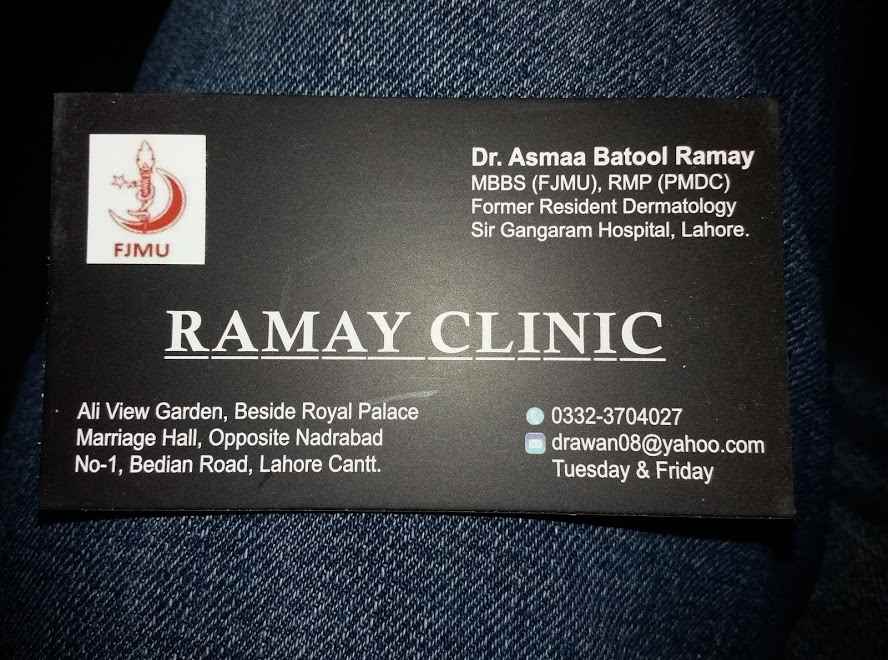 FJMU
Dr. Asmaa Batool Ramay
MBBS (FJMU), RMP (PMDC)
Former Resident Dermatology
Sir Gangaram Hospital, Lahore.
RAMAY CLINIC
Ali View Garden, Beside Royal Palace
Marriage Hall, Opposite Nadrabad
No-1, Bedian Road, Lahore Cantt.
0332-3704027
drawan08@yahoo.com
Tuesday & Friday